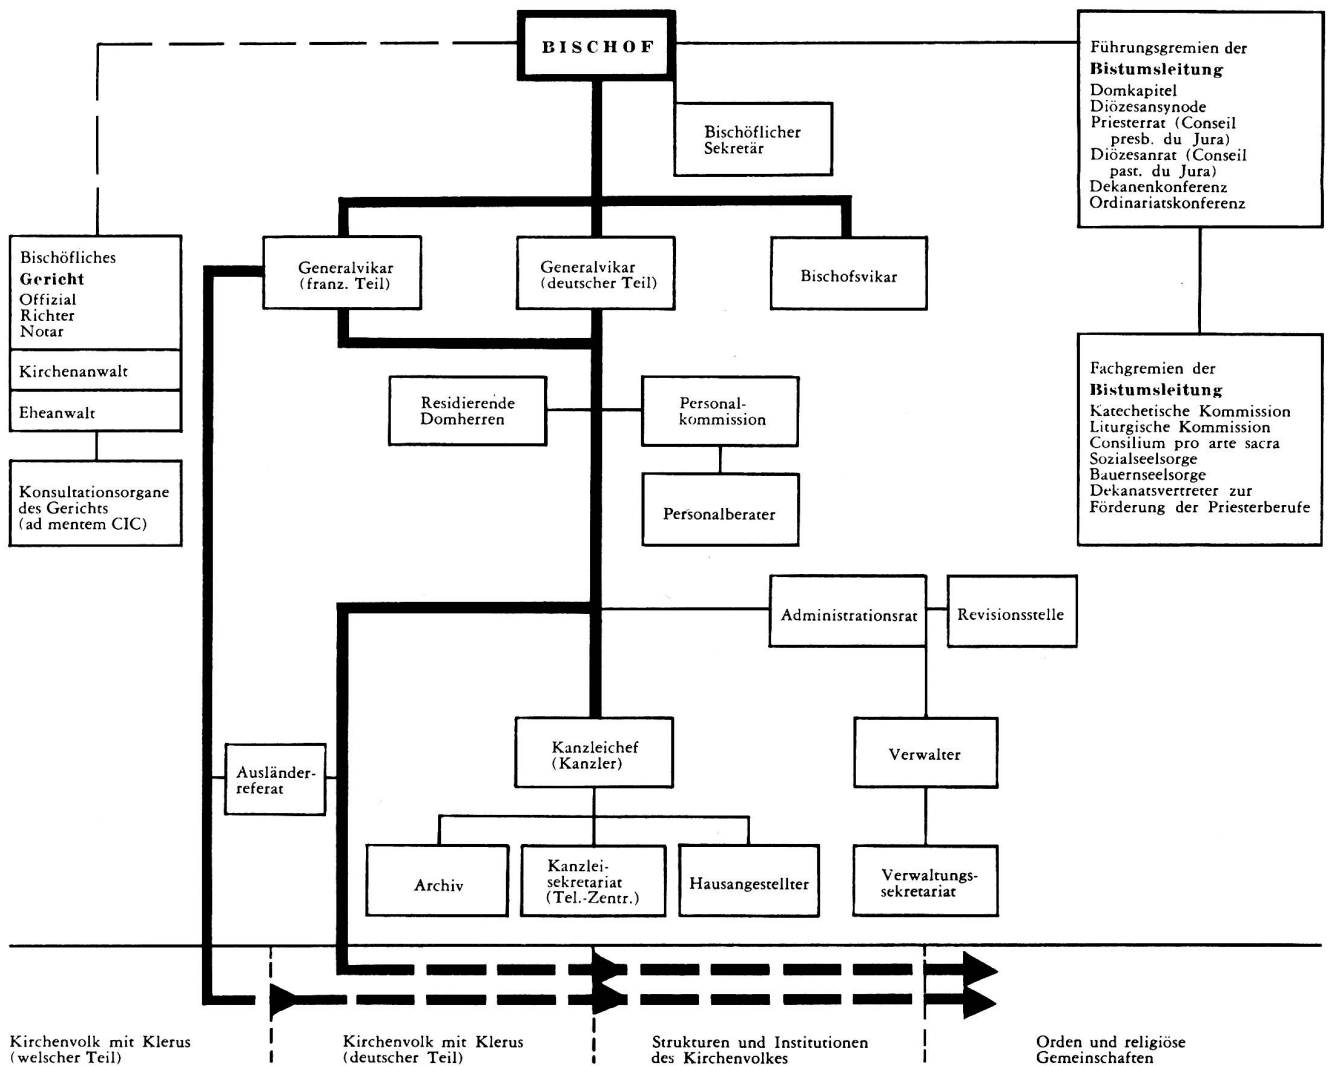 BISCHOF
Führungsgremien der
Bistumsleitung
Domkapitel
Diözesansynode
Priesterrat (Conseil
presb. du Jura)
Diözesanrat (Conseil
past. du Jura)
Dekanenkonferenz
Ordinariatskonferenz
Bischöflicher
Sekretär
Bischöfliches
Gericht
Offizial
Richter
Notar
Kirchenanwalt
Eheanwalt
Generalvikar
(franz. Teil)
Generalvikar
(deutscher Teil)
Bischofsvikar
Konsultationsorgane
des Gerichts
(ad mentem CIC)
Residierende
Domherren
Personal-
kommission
Personalberater
Fachgremien der
Bistumsleitung
Katechetische Kommission
Liturgische Kommission
Consilium pro arte sacra
Sozialseelsorge
Bauernseelsorge
Dekanatsvertreter zur
Förderung der Priesterberufe
Administrationsrat
Revisionsstelle
Kanzleichef
(Kanzler)
Verwalter
Ausländer-
referat
Archiv
Kanzlei-
sekretariat
(Tel.-Zentr.)
Hausangestellter
Verwaltungs-
sekretariat
Kirchenvolk mit Klerus
(welscher Teil)
Kirchenvolk mit Klerus
(deutscher Teil)
Strukturen und Institutionen
des Kirchenvolkes
Orden und religiöse
Gemeinschaften